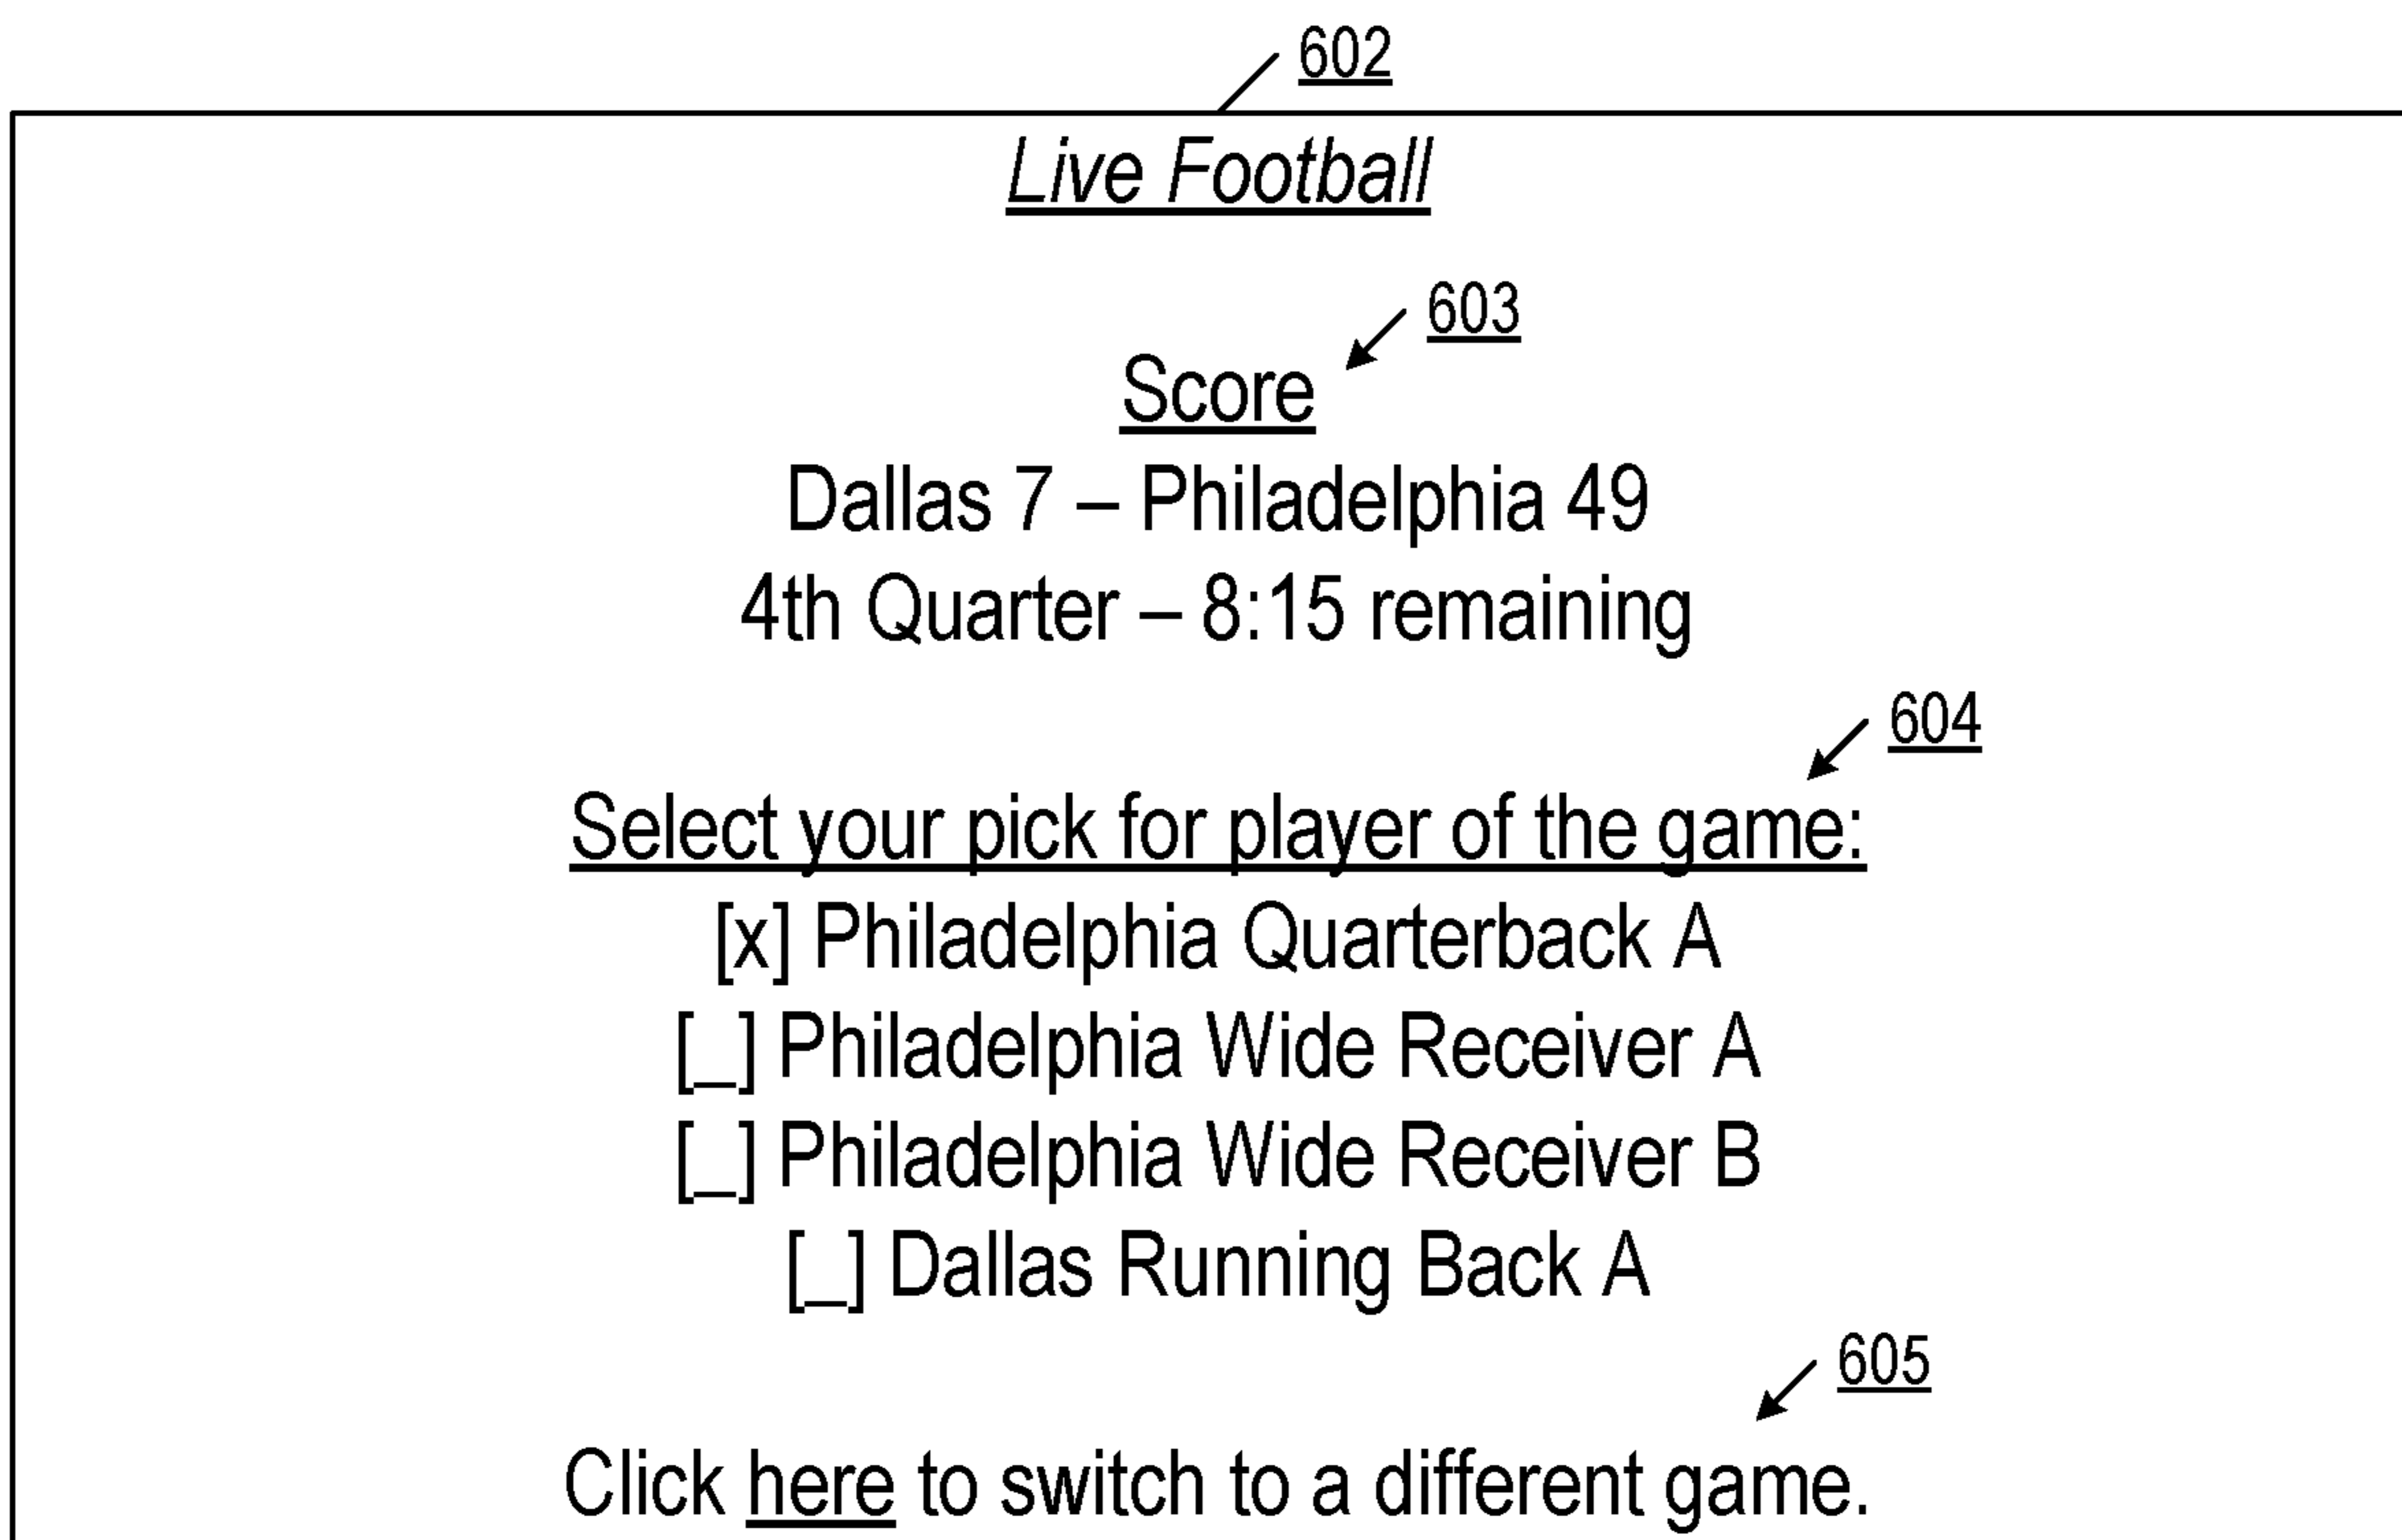 602
Live Football
603
Score
Dallas 7 – Philadelphia 49
4th Quarter – 8:15 remaining
604
Select your pick for player of the game:
[x] Philadelphia Quarterback A
[_] Philadelphia Wide Receiver A
[_] Philadelphia Wide Receiver B
[_] Dallas Running Back A
605
Click here to switch to a different game.